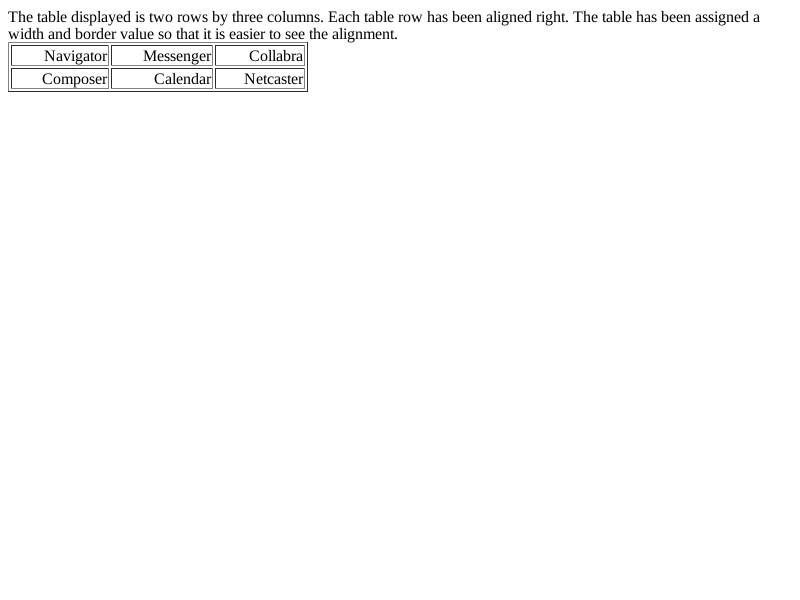 The table displayed is two rows by three columns. Each table row has been aligned right. The table has been assigned a
width and border value so that it is easier to see the alignment.
Navigator Messenger Collabra
Composer Calendar Netcaster